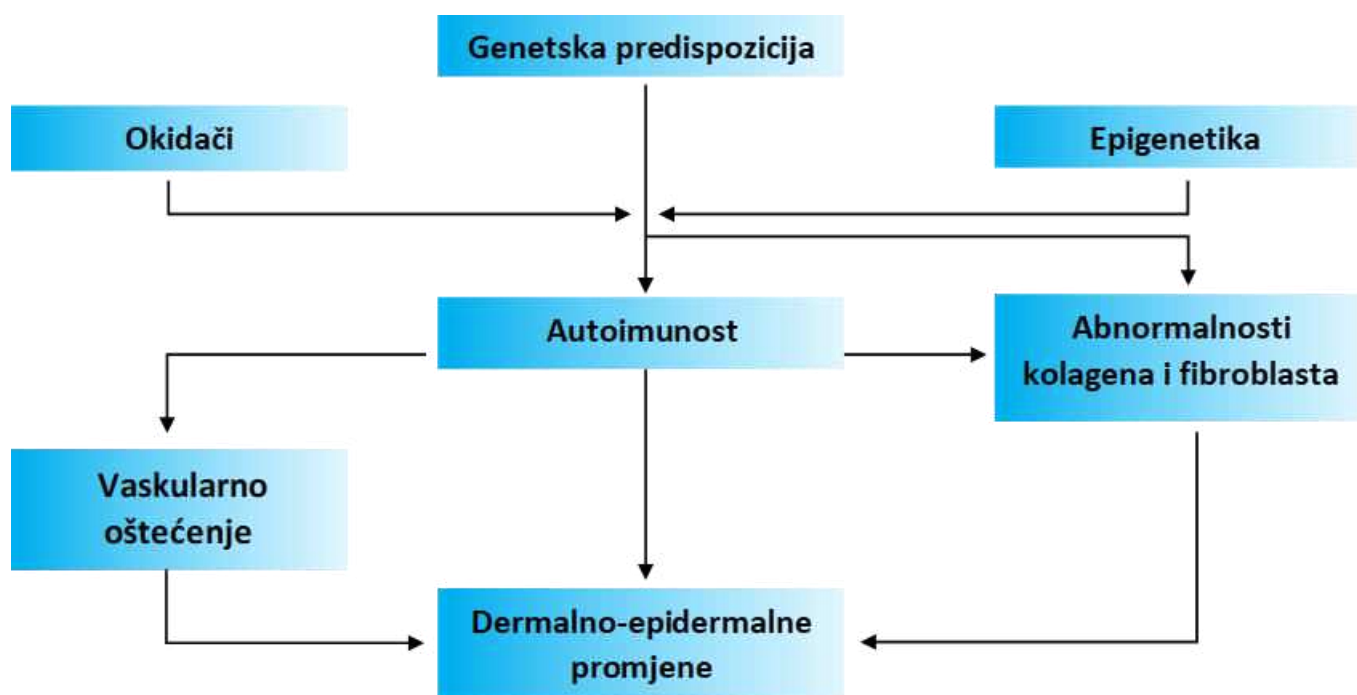 Genetska predispozicija
Okidači
Epigenetika
Autoimunost
Abnormalnosti
kolagena i fibroblasta
Vaskularno
oštećenje
Dermalno-epidermalne
promjene